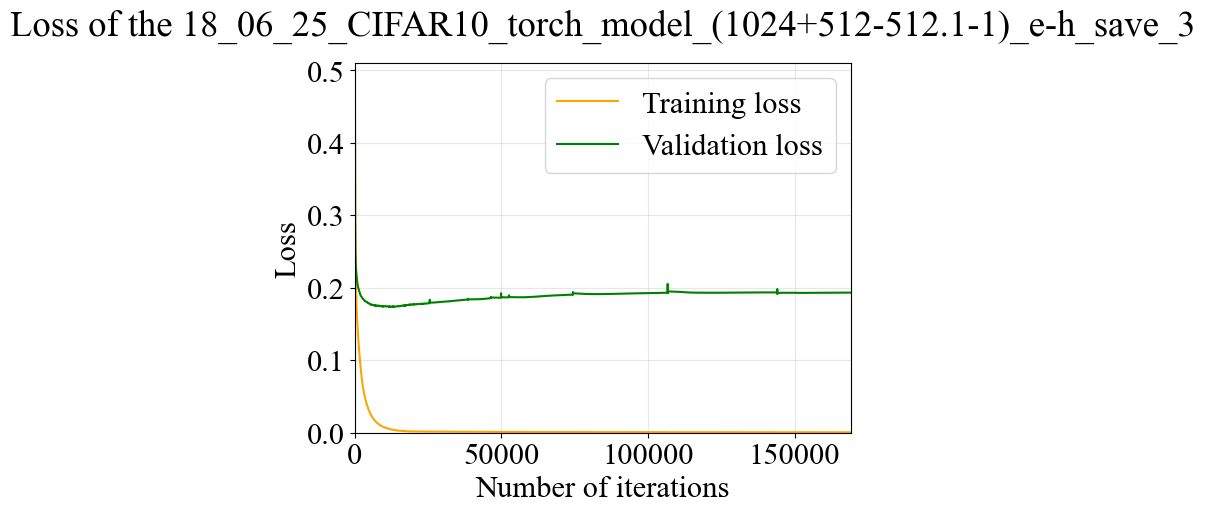 Loss of the 18_06_25_CIFAR10_torch_model_(1024+512-512.1-1)_e-h_save_3
0.5
Training loss
0.4
Validation loss
0.3
Loss
0.2
0.1
0.0
0 50000 100000 150000
Number of iterations